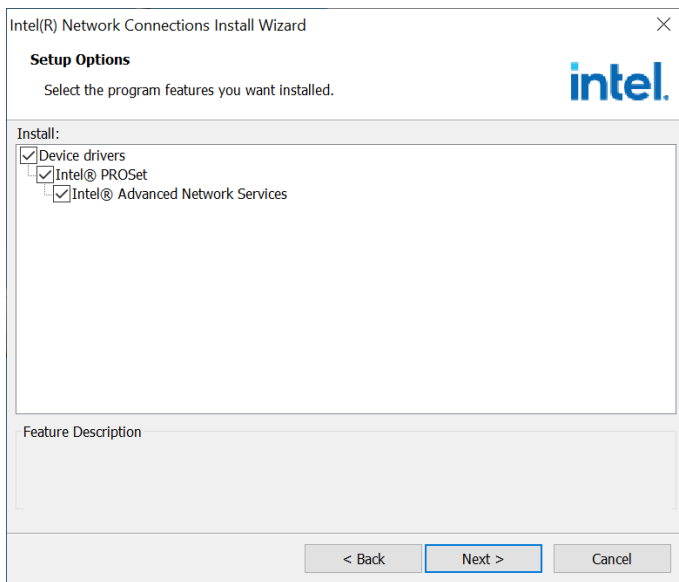 Intel(R) Network Connections Install Wizard
Setup Options
Select the program features you want installed.
intel.
Install:
Device drivers
Intel® PROSet
Intel® Advanced Network Services
Feature Description
< Back
Next >
Cancel